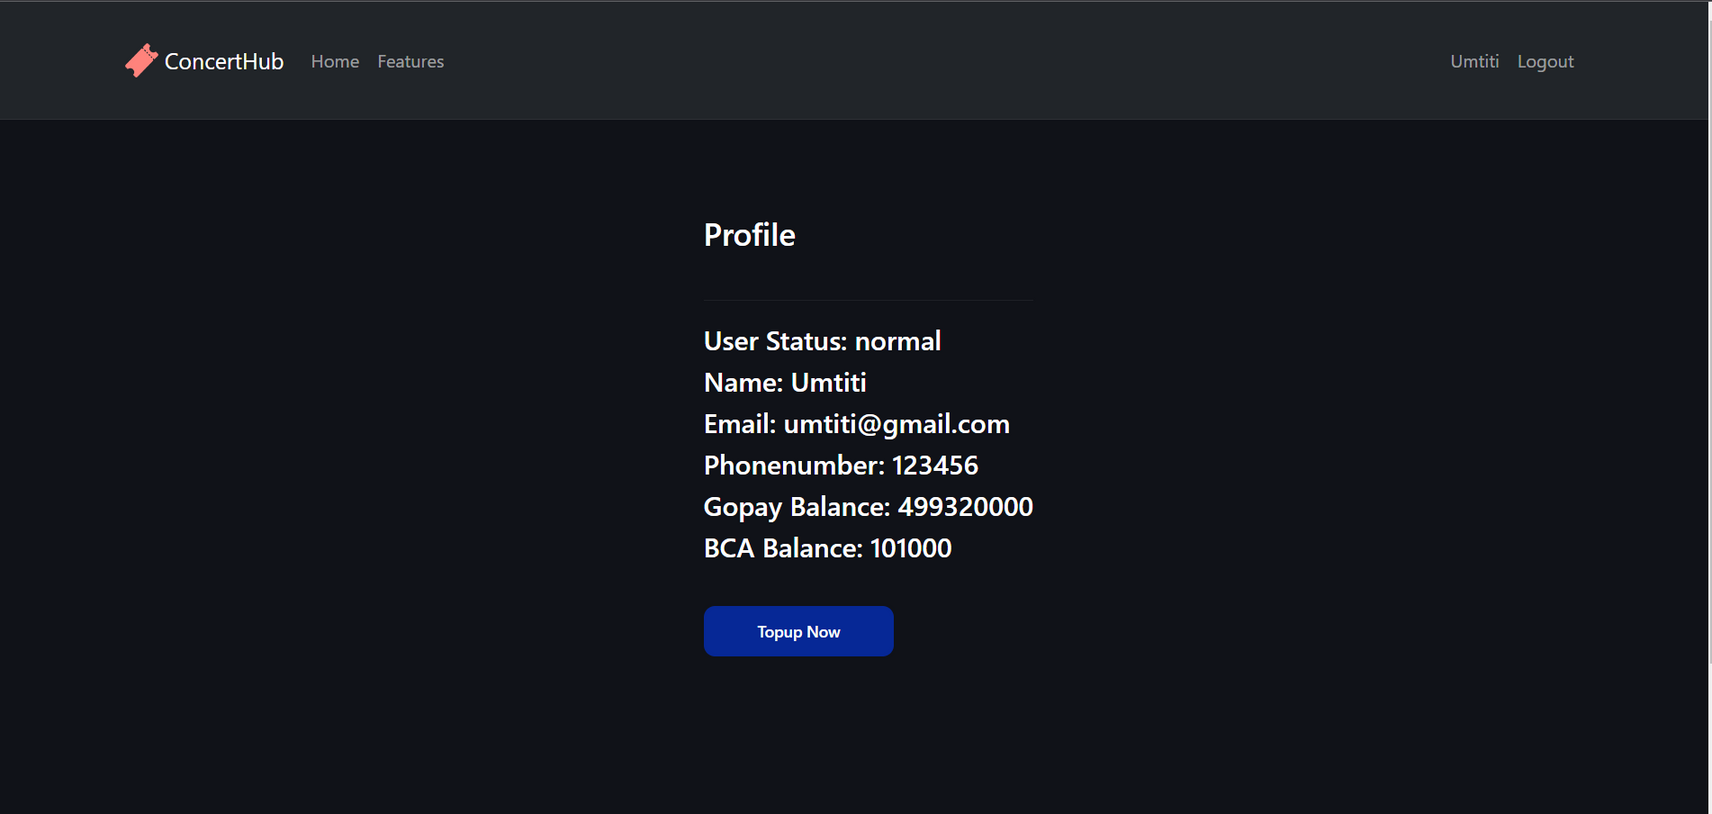 ConcertHub Home Features Umtiti Logout
Profile
User Status: normal
Name: Umtiti
Email: umtiti@gmail.com
Phonenumber: 123456
Gopay Balance: 499320000
BCA Balance: 101000
Topup Now